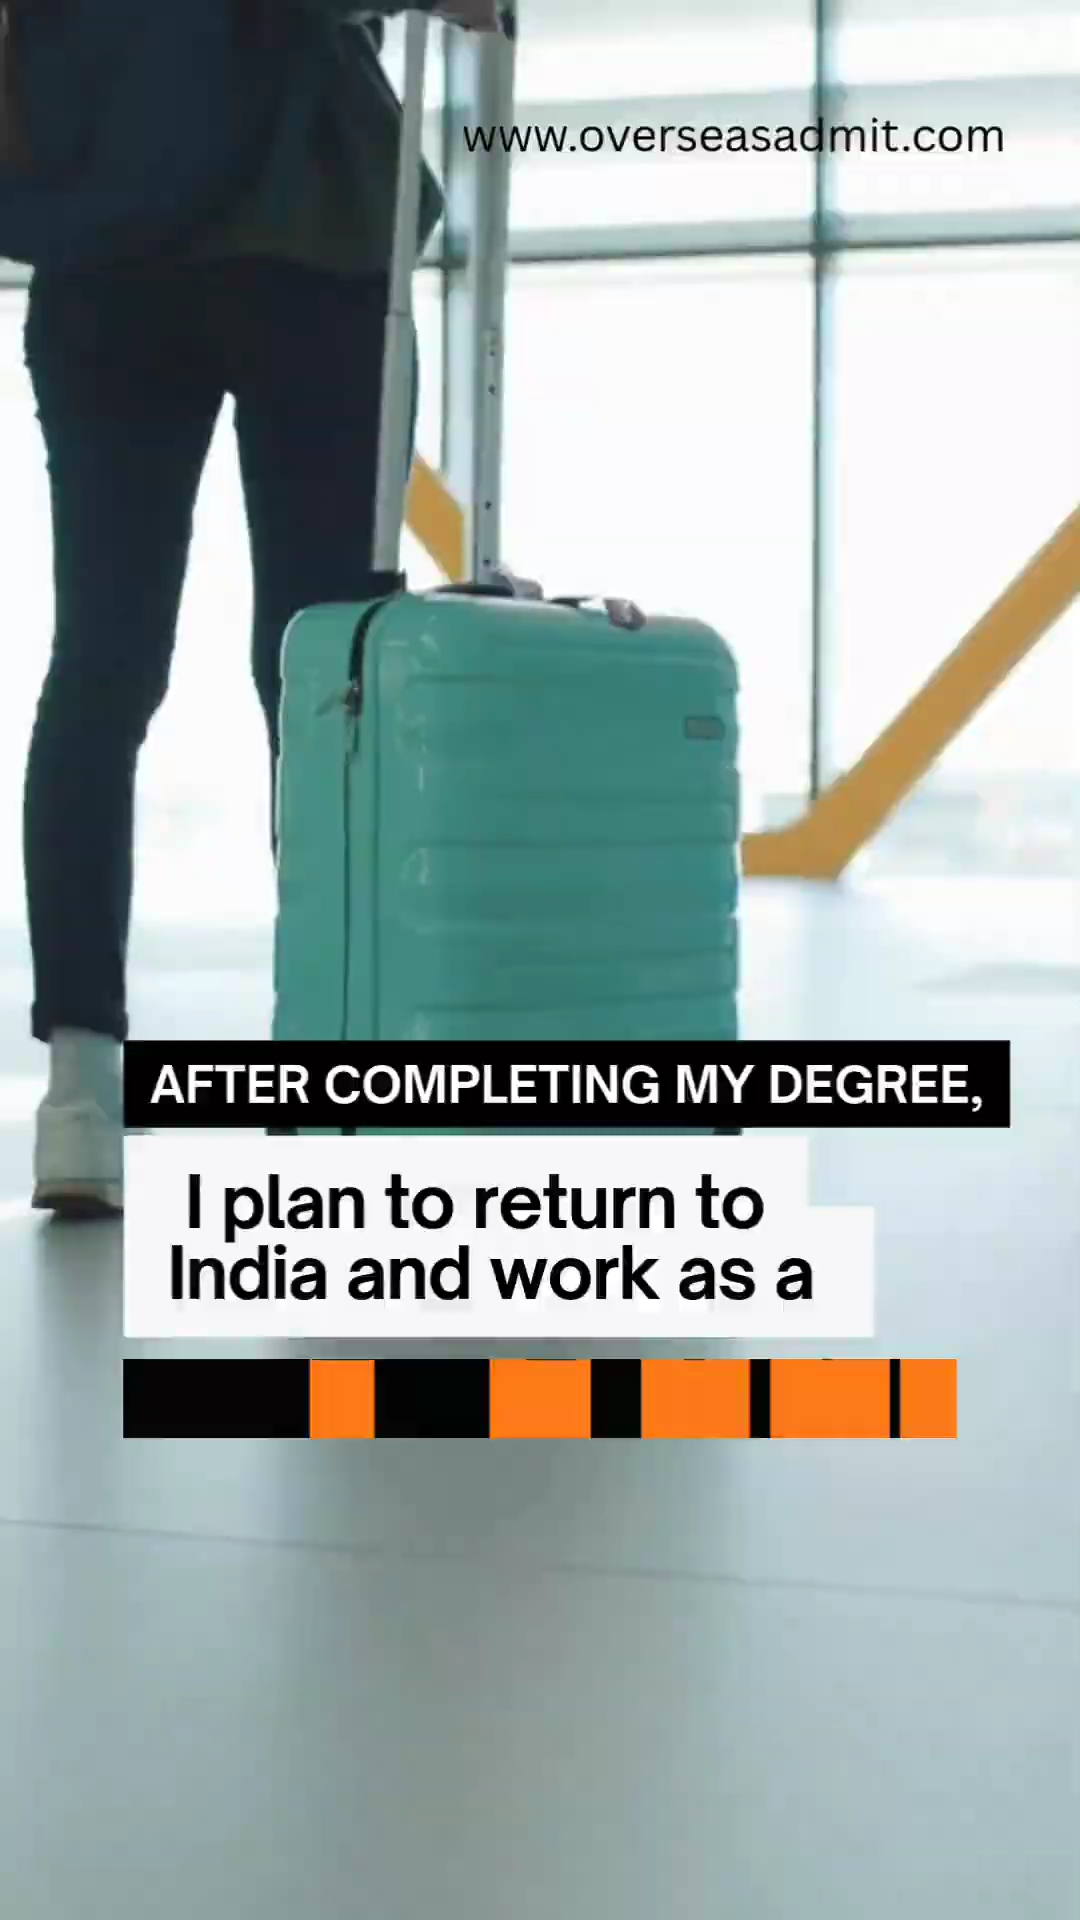 www.overseasadmit.com
AFTER COMPLETING MY DEGREE,
I plan to return to
India and work as a